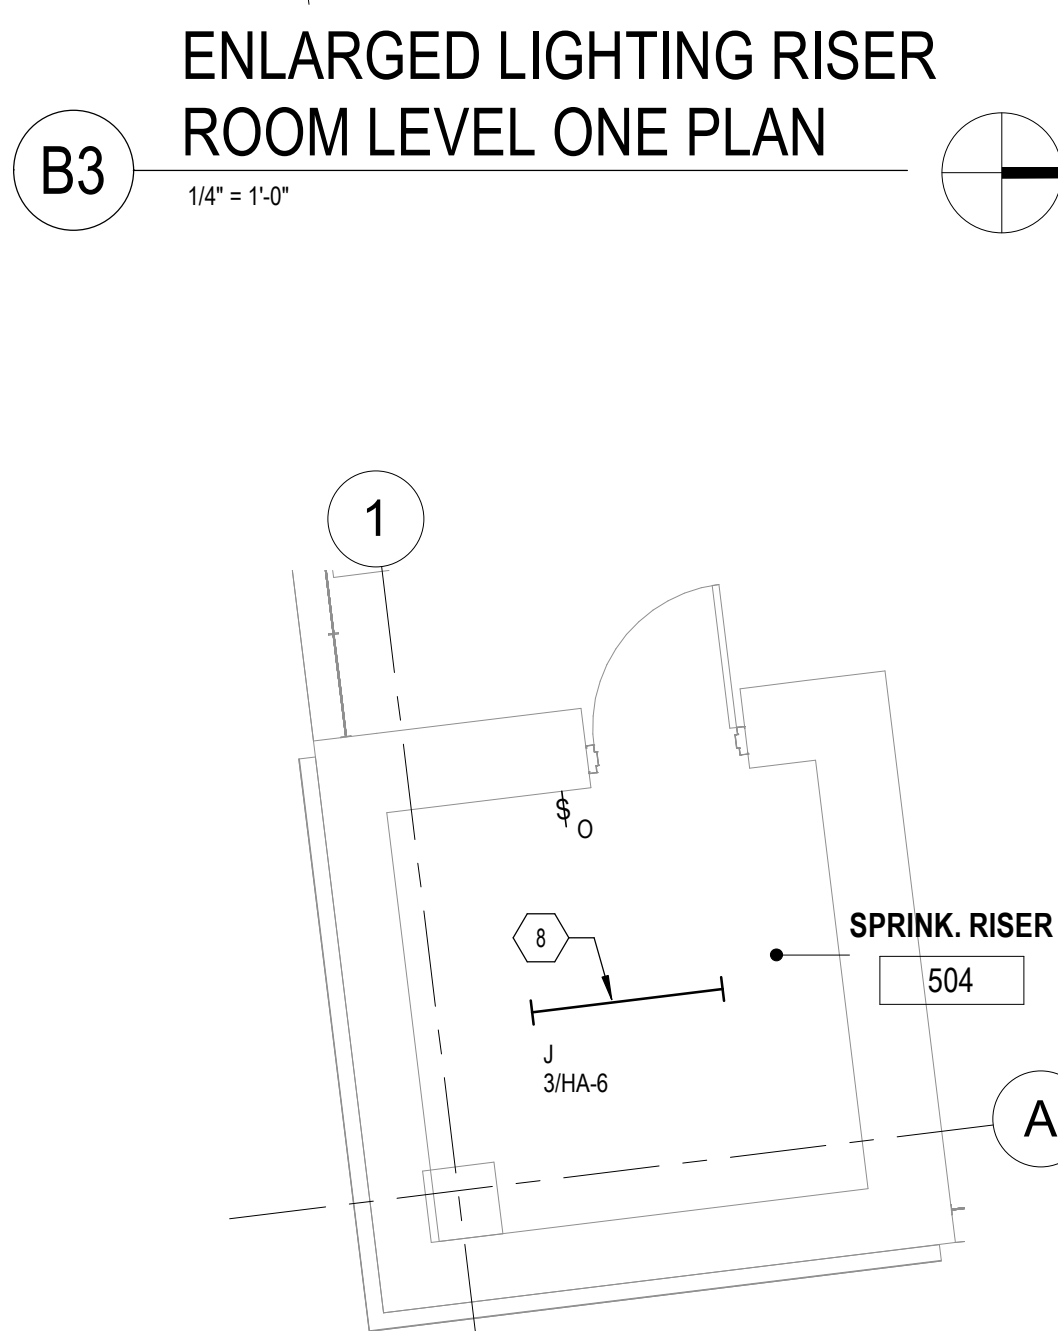 ENLARGED LIGHTING RISER
ROOM LEVEL ONE PLAN
B3
1/4" = 1'-0"
1
$
O
8
SPRINK. RISER
504
J
3/HA-6
A